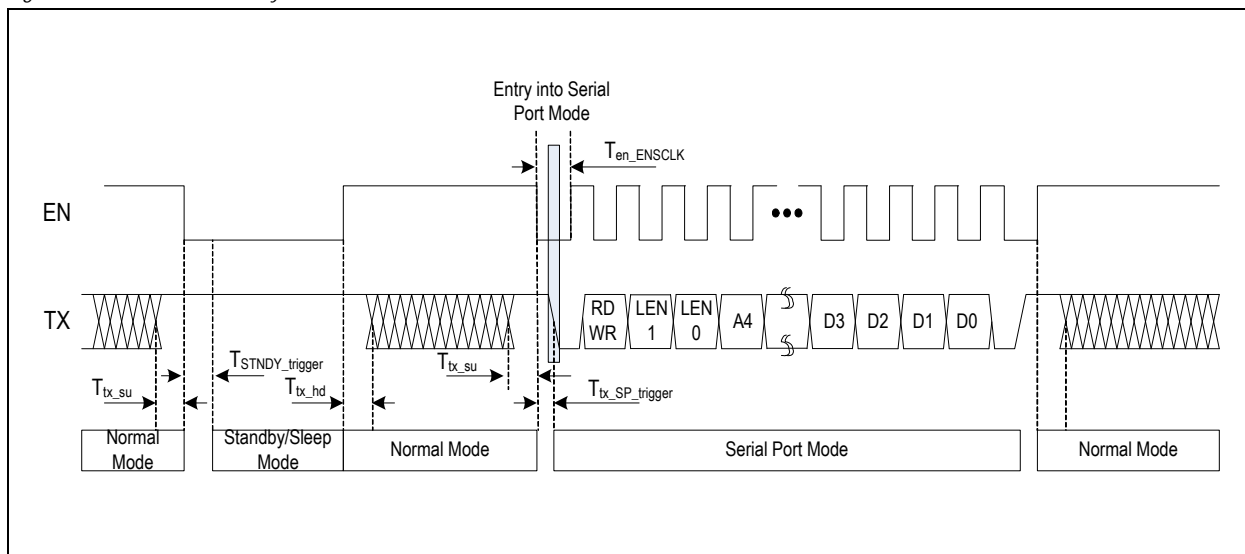 Entry into Serial
Port Mode
T_en_ENSCLK
EN
TX
RD
WR
LEN
1
LEN
0
A4
D3
D2
D1
D0
T_STNDY_trigger
T_tx_su
T_tx_su
T_tx_hd
T_tx_SP_trigger
Normal
Mode
Standby/Sleep
Mode
Normal Mode
Serial Port Mode
Normal Mode